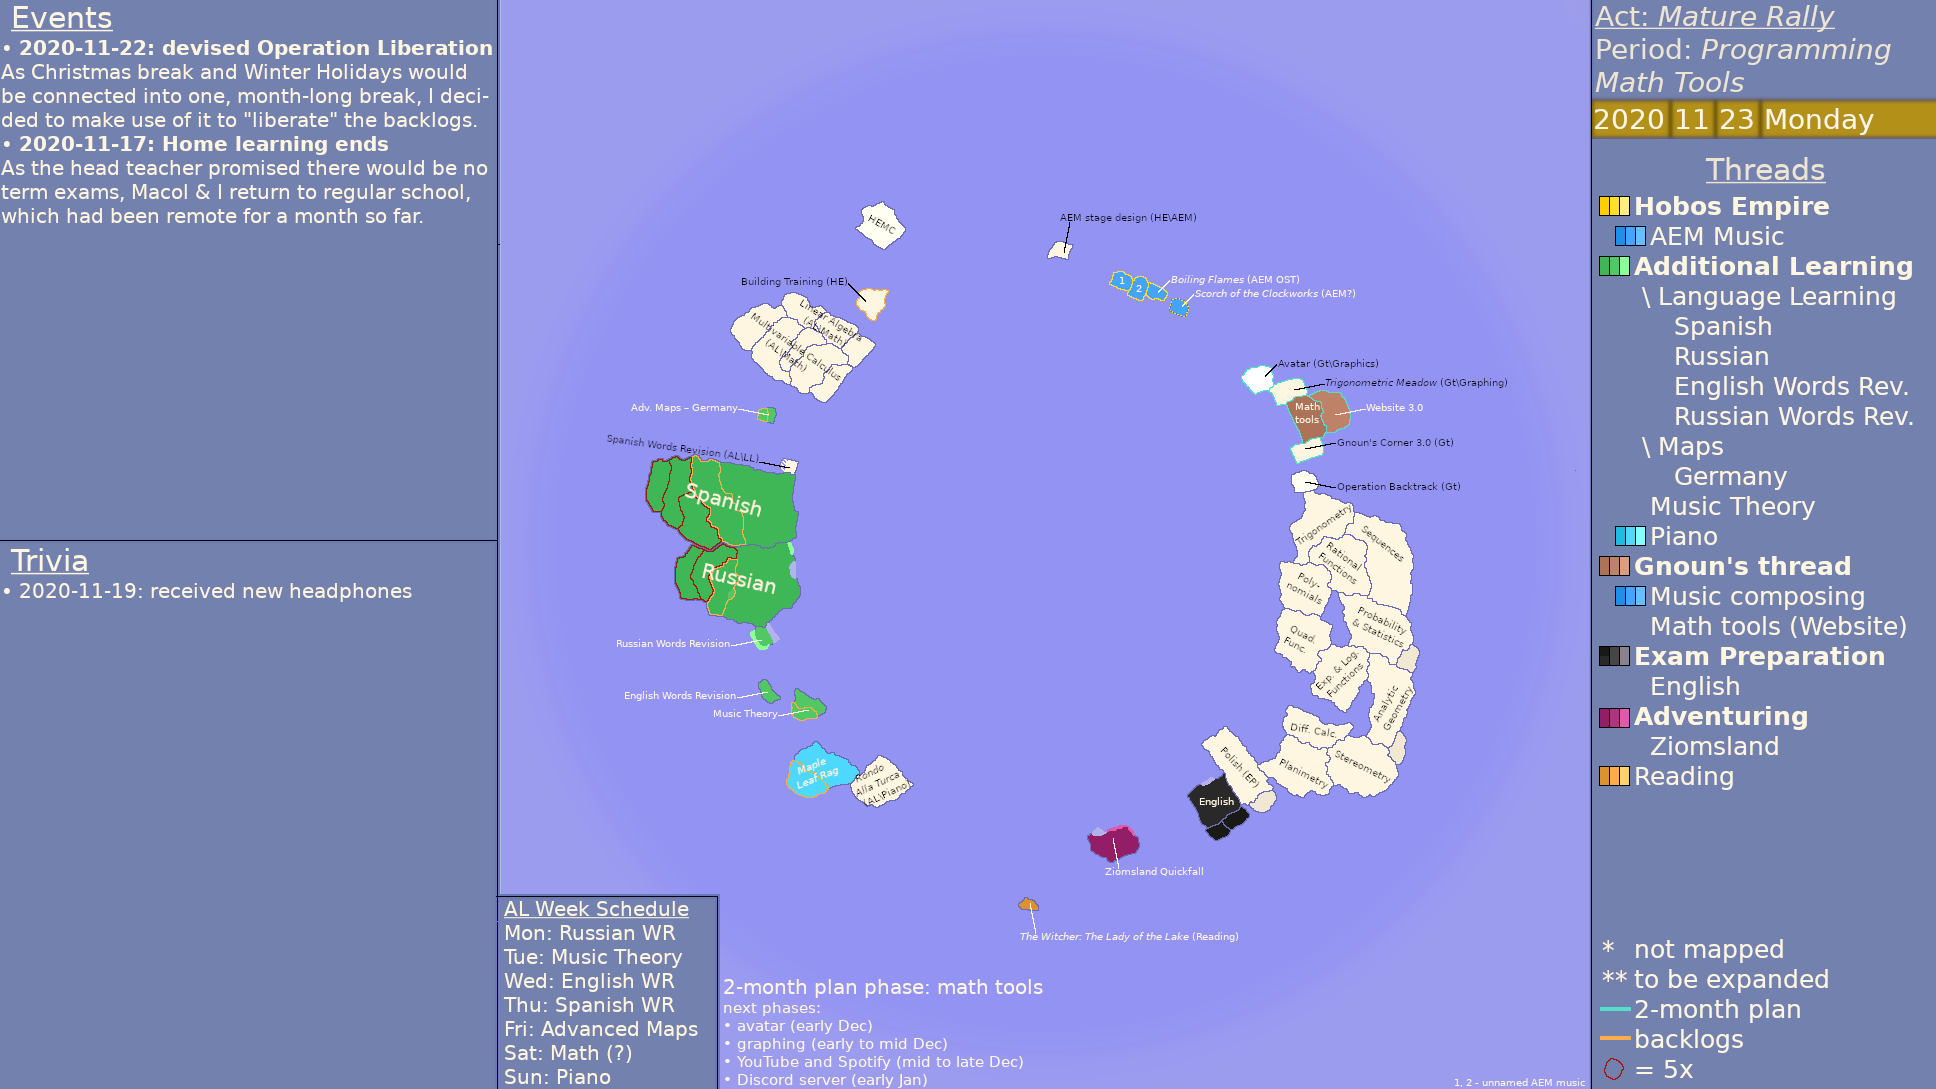 Events
• 2020-11-22: devised Operation Liberation
As Christmas break and Winter Holidays would
be connected into one, month-long break, I deci-
ded to make use of it to "liberate" the backlogs.
• 2020-11-17: Home learning ends
As the head teacher promised there would be no
term exams, Macol & I return to regular school,
which had been remote for a month so far.
Trivia
• 2020-11-19: received new headphones
HEMC
AEM stage design (HE\AEM)
Building Training (HE)
1
2
Boiling Flames (AEM OST)
Scorch of the Clockworks (AEM?)
Linear Algebra
(AL\Math)
Multivariable Calculus
(AL\Math)
Adv. Maps – Germany
Spanish Words Revision (AL\LL)
Spanish
Russian
Russian Words Revision
English Words Revision
Music Theory
Maple
Leaf Rag
Rondo
Alla Turca
(AL\Piano)
Avatar (Gt\Graphics)
Trigonometric Meadow (Gt\Graphing)
Math
tools
Website 3.0
Gnoun's Corner 3.0 (Gt)
Operation Backtrack (Gt)
Trigonometry
Sequences
Rational
Functions
Poly-
nomials
Probability
& Statistics
Quad.
Func.
Exp. & Log.
Functions
Analytic
Geometry
Diff. Calc.
Stereometry
Planimetry
Polish (EP)
English
Ziomsland Quickfall
The Witcher: The Lady of the Lake (Reading)
AL Week Schedule
Mon: Russian WR
Tue: Music Theory
Wed: English WR
Thu: Spanish WR
Fri: Advanced Maps
Sat: Math (?)
Sun: Piano
2-month plan phase: math tools
next phases:
• avatar (early Dec)
• graphing (early to mid Dec)
• YouTube and Spotify (mid to late Dec)
• Discord server (early Jan)
1, 2 - unnamed AEM music
Act: Mature Rally
Period: Programming
Math Tools
2020 11 23 Monday
Threads
Hobos Empire
AEM Music
Additional Learning
\ Language Learning
Spanish
Russian
English Words Rev.
Russian Words Rev.
\ Maps
Germany
Music Theory
Piano
Gnoun's thread
Music composing
Math tools (Website)
Exam Preparation
English
Adventuring
Ziomsland
Reading
* not mapped
** to be expanded
2-month plan
backlogs
= 5x